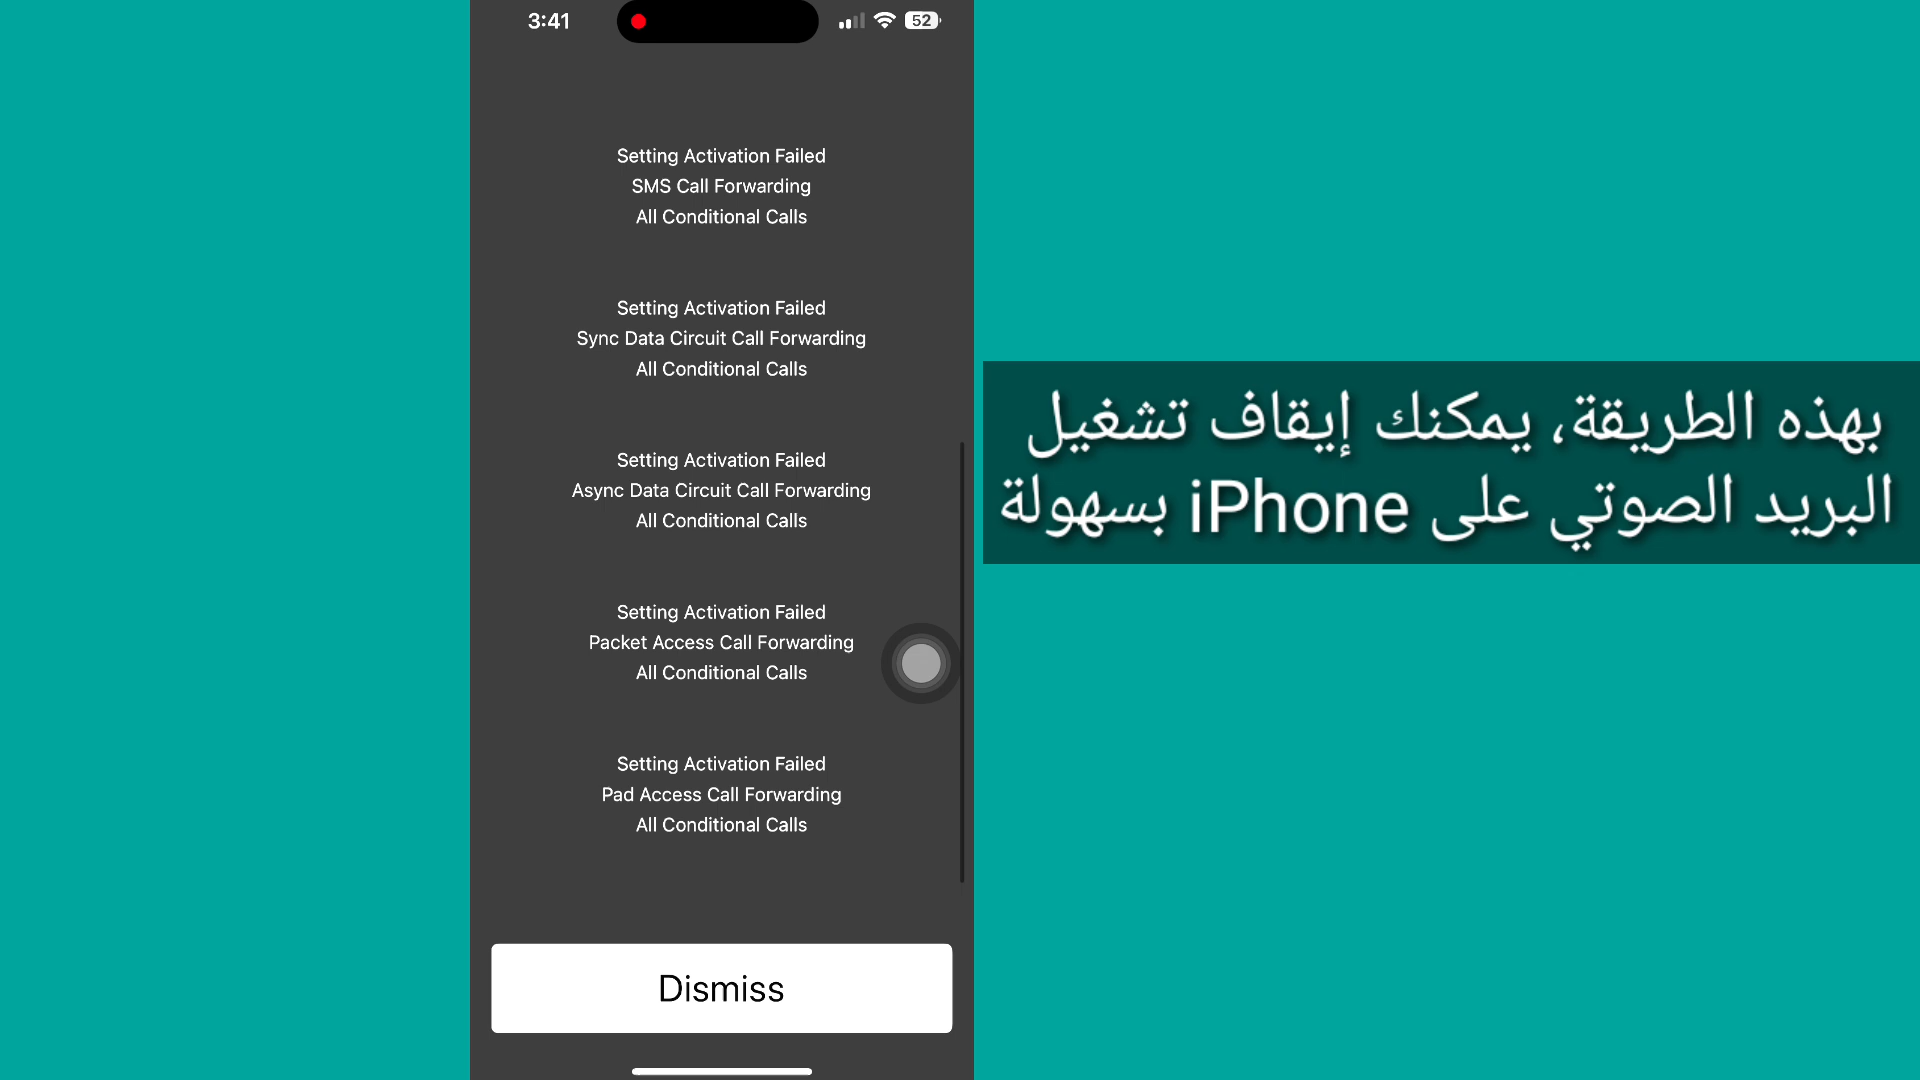 3:41
52
Setting Activation Failed
SMS Call Forwarding
All Conditional Calls
Setting Activation Failed
Sync Data Circuit Call Forwarding
All Conditional Calls
Setting Activation Failed
Async Data Circuit Call Forwarding
All Conditional Calls
Setting Activation Failed
Packet Access Call Forwarding
All Conditional Calls
Setting Activation Failed
Pad Access Call Forwarding
All Conditional Calls
Dismiss
بهذه الطريقة، يمكنك إيقاف تشغيل
البريد الصوتي على iPhone بسهولة